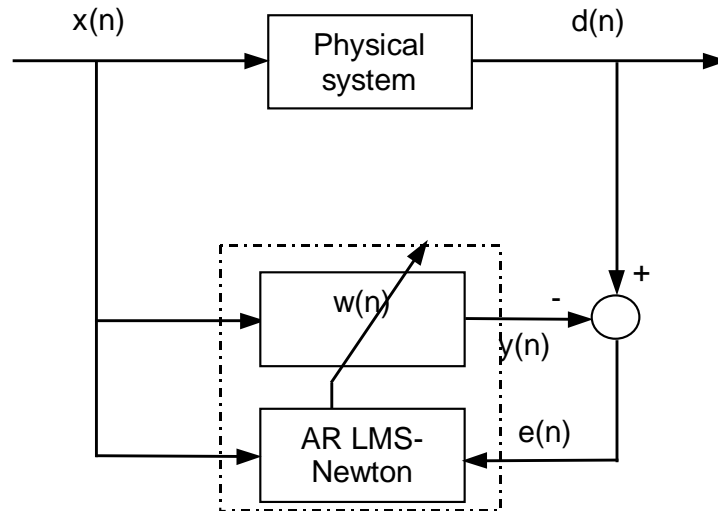 x(n)
d(n)
Physical
system
+
-
w(n)
y(n)
AR LMS-
Newton
e(n)